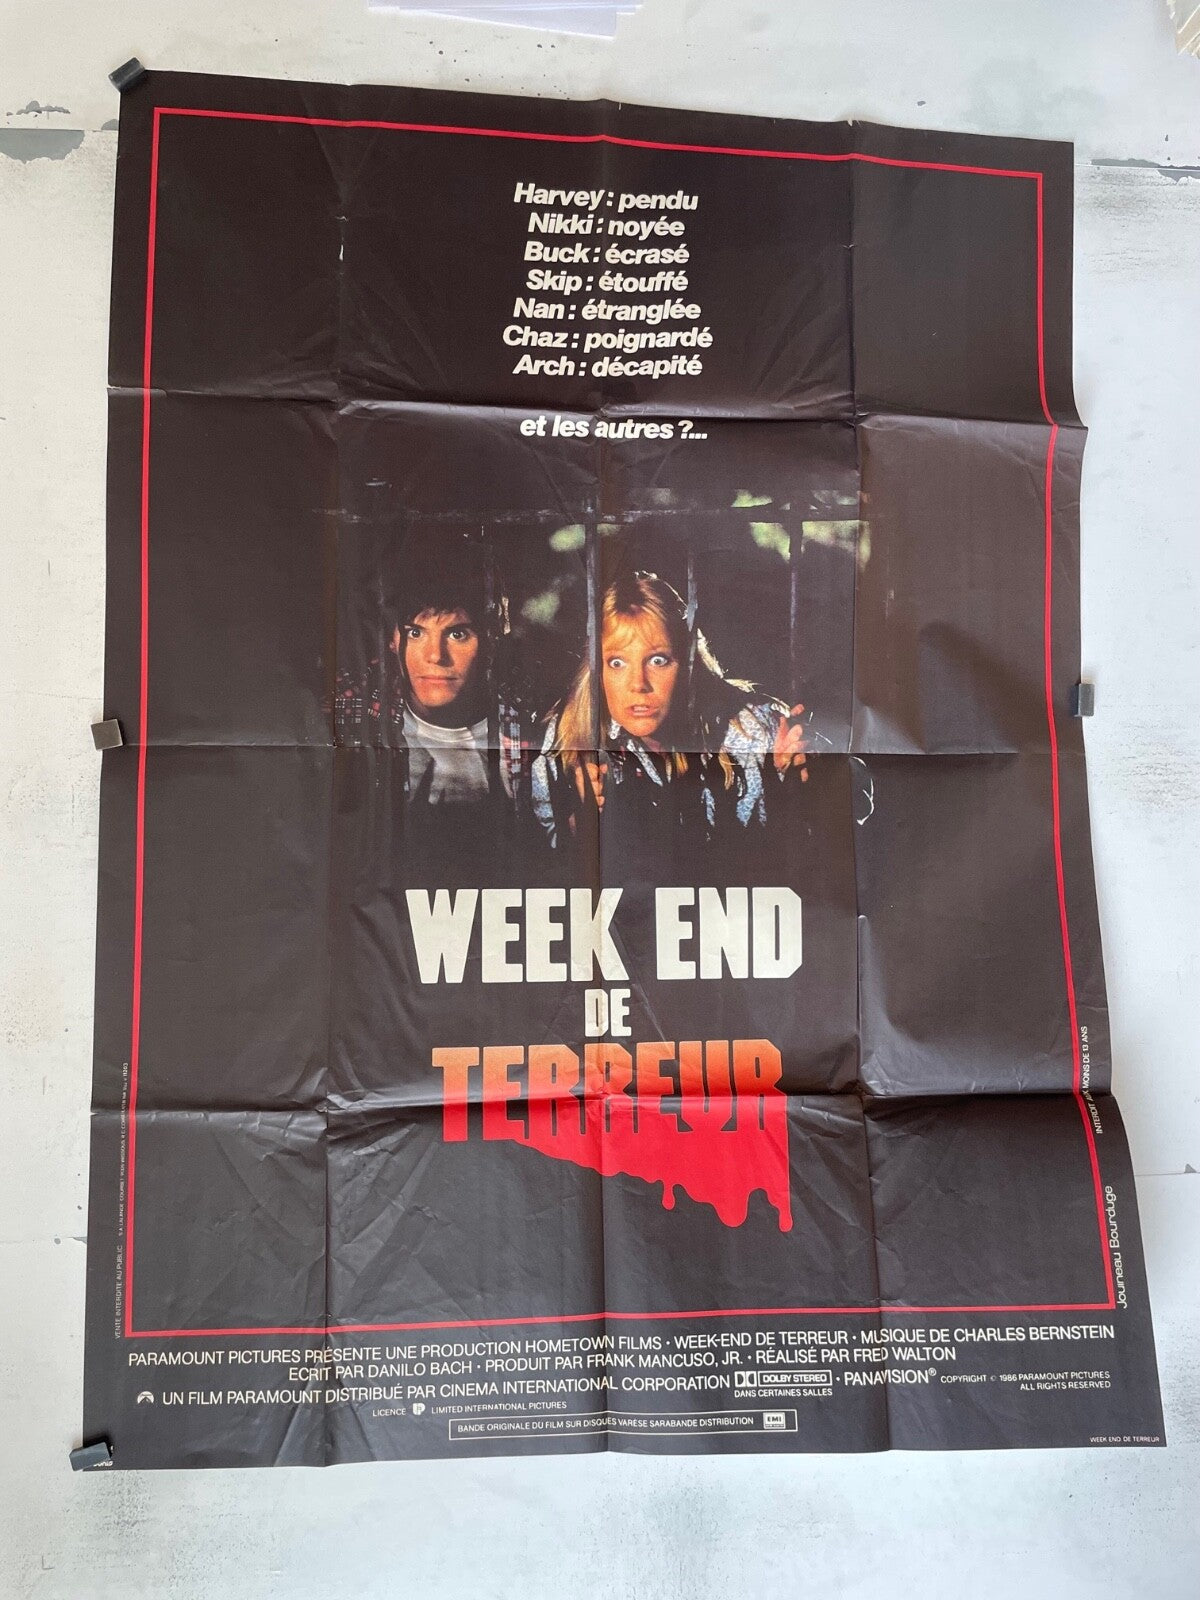 Harvey : pendu
Nikki : noyée
Buck : écrasé
Skip : étouffé
Nan : étranglée
Chaz : poignardé
Arch : décapité
et les autres ?...
WEEK END
DE
TERREUR
INTERDIT AUX MOINS DE 13 ANS
Jouineau Bourduge
VENTE INTERDITE AU PUBLIC
PARAMOUNT PICTURES PRÉSENTE UNE PRODUCTION HOMETOWN FILMS · WEEK-END DE TERREUR · MUSIQUE DE CHARLES BERNSTEIN
ECRIT PAR DANILO BACH · PRODUIT PAR FRANK MANCUSO, JR. · RÉALISÉ PAR FRED WALTON
UN FILM PARAMOUNT DISTRIBUÉ PAR CINEMA INTERNATIONAL CORPORATION DOLBY STEREO · PANAVISION® COPYRIGHT © 1986 PARAMOUNT PICTURES
DANS CERTAINES SALLES ALL RIGHTS RESERVED
LICENCE LIMITED INTERNATIONAL PICTURES
BANDE ORIGINALE DU FILM SUR DISQUES VARÈSE SARABANDE DISTRIBUTION EMI
WEEK END DE TERREUR